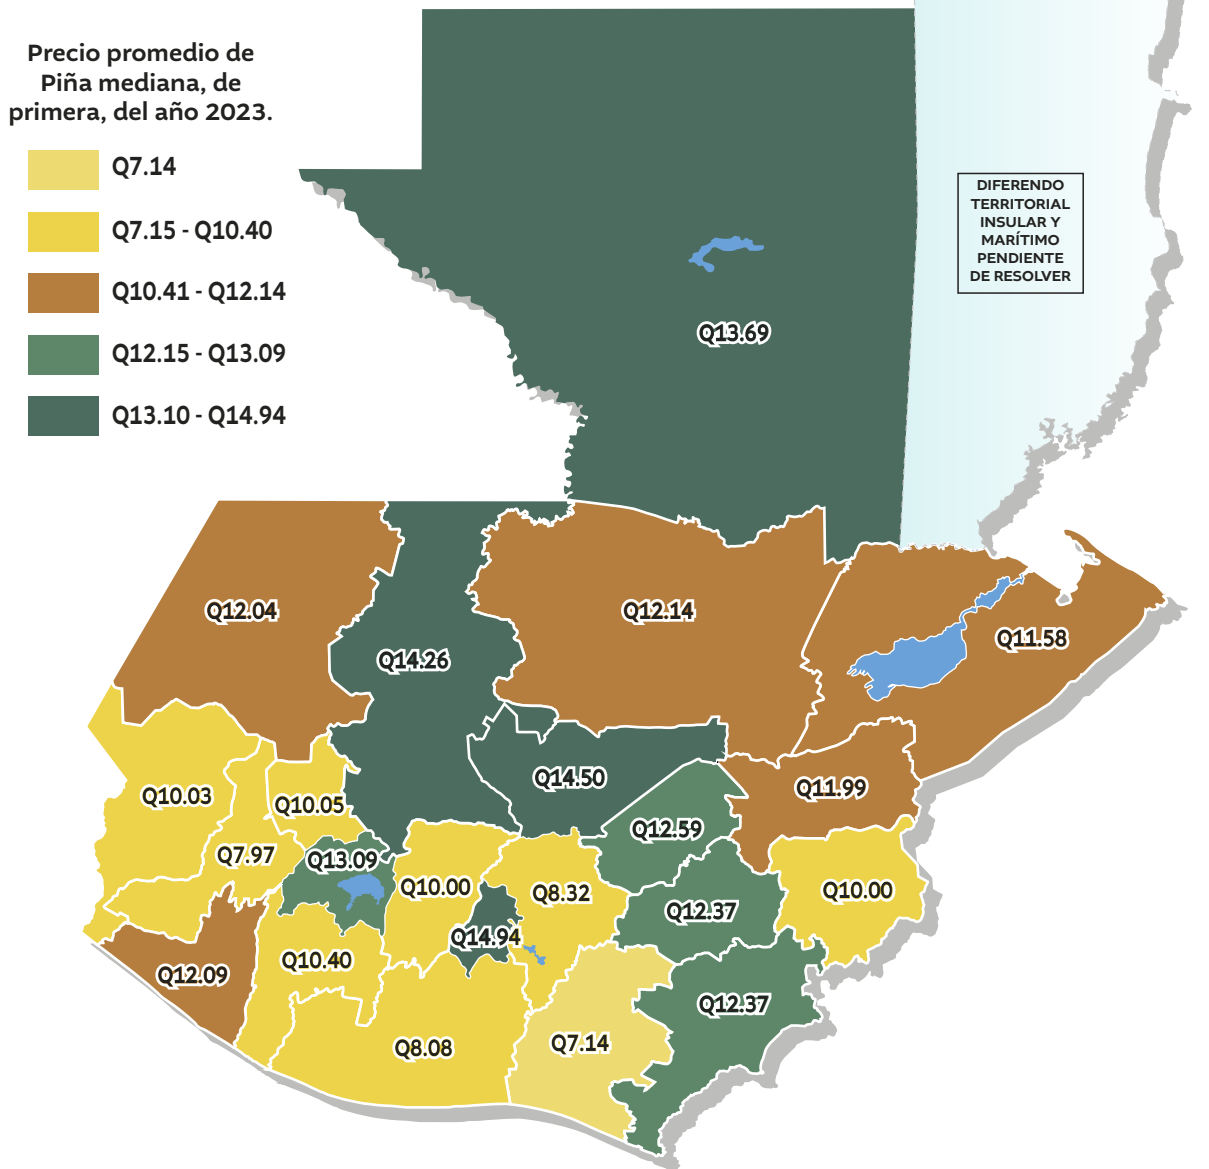 Precio promedio de
Piña mediana, de
primera, del año 2023.
Q7.14
Q7.15 - Q10.40
Q10.41 - Q12.14
Q12.15 - Q13.09
Q13.10 - Q14.94
DIFERENDO
TERRITORIAL
INSULAR Y
MARÍTIMO
PENDIENTE
DE RESOLVER
Q13.69
Q12.04
Q12.14
Q11.58
Q14.26
Q14.50
Q11.99
Q10.03
Q10.05
Q12.59
Q7.97
Q13.09
Q10.00
Q8.32
Q10.00
Q12.37
Q14.94
Q10.40
Q12.09
Q12.37
Q8.08
Q7.14